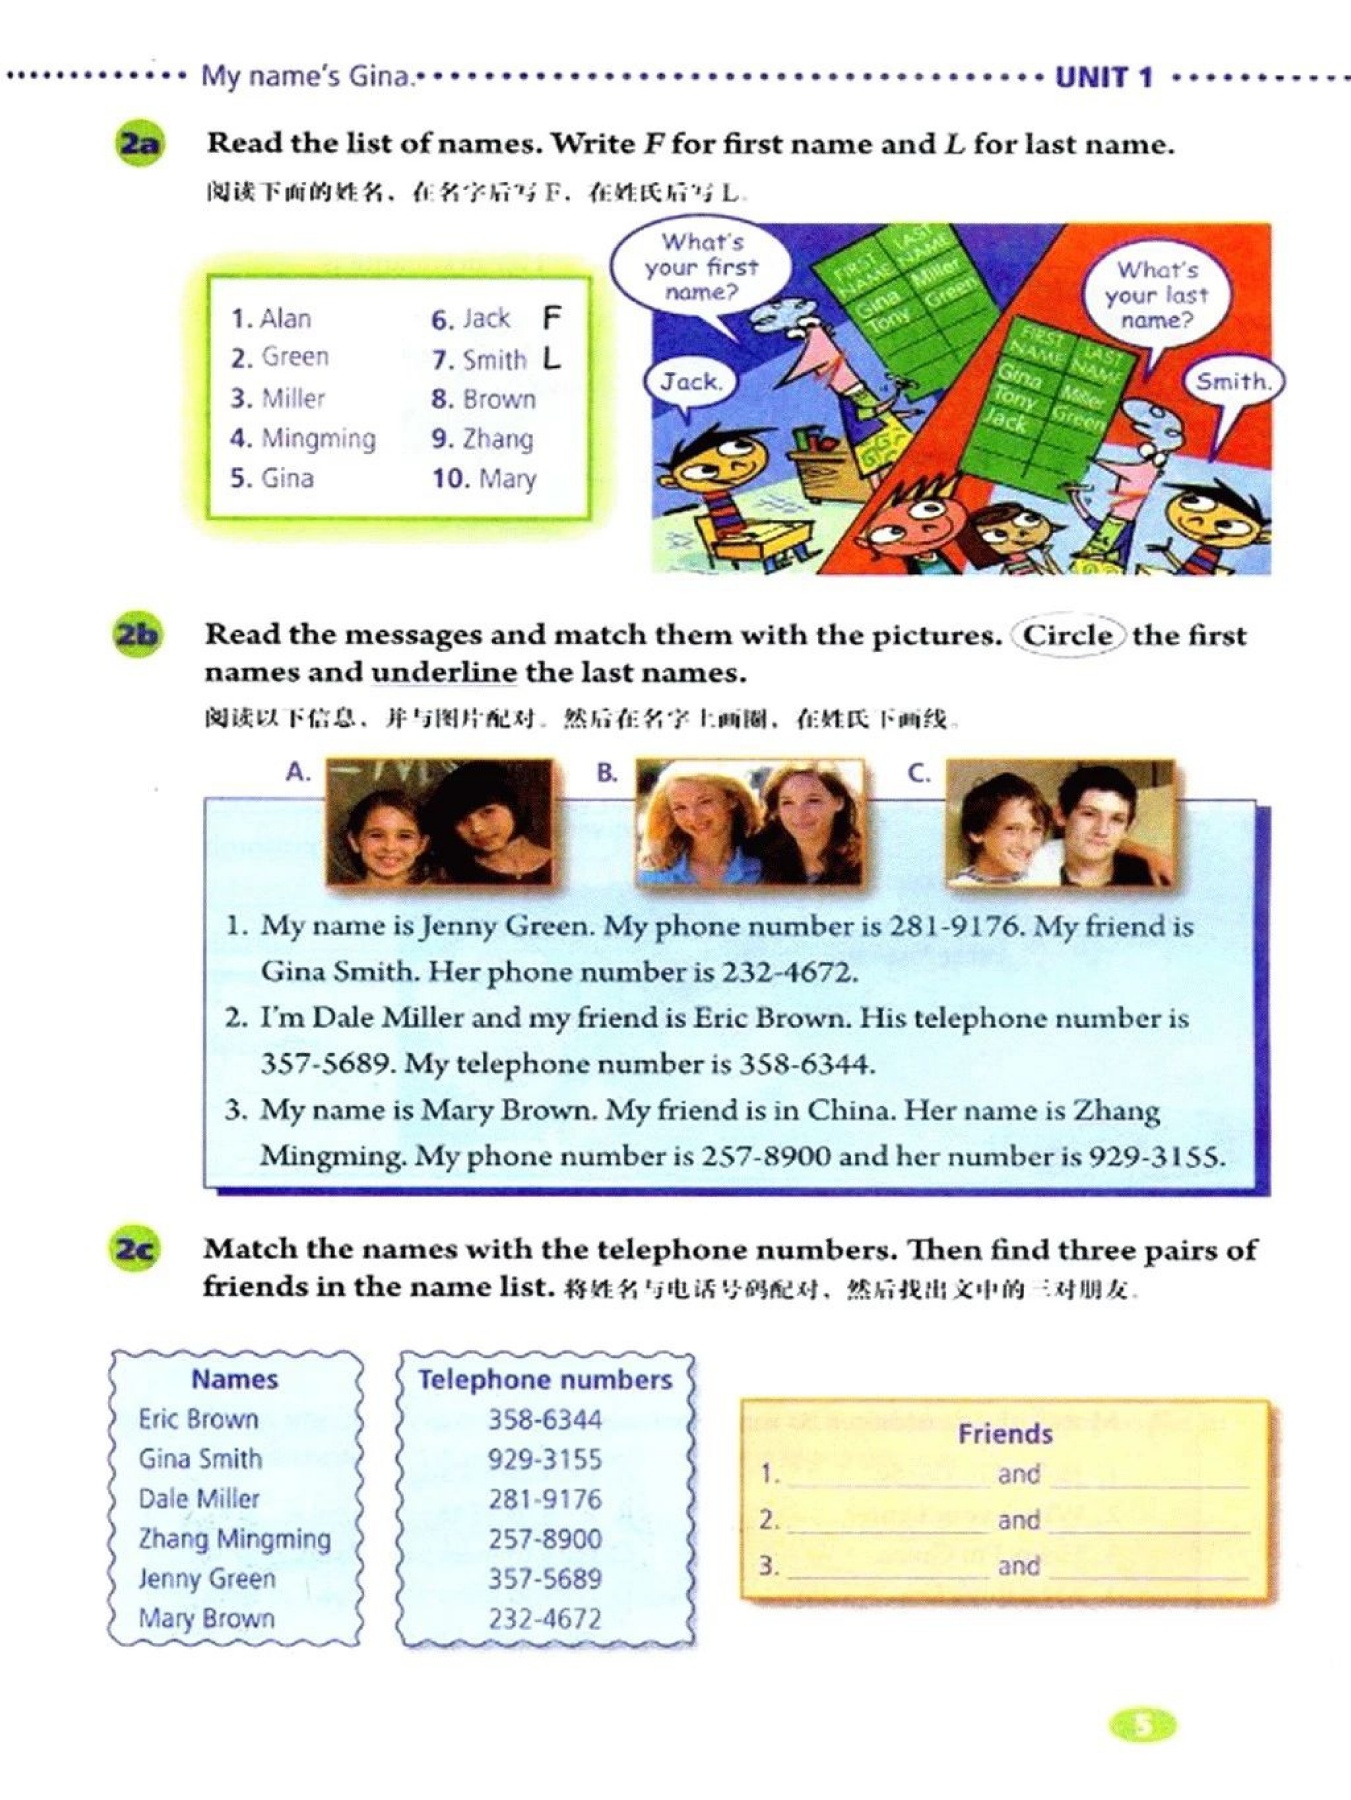 My name's Gina. UNIT 1
2a Read the list of names. Write F for first name and L for last name.
阅读下面的姓名，在名字后写 F，在姓氏后写 L。
1. Alan
2. Green
3. Miller
4. Mingming
5. Gina
6. Jack F
7. Smith L
8. Brown
9. Zhang
10. Mary
What's
your first
name?
Jack.
FIRST NAME LAST NAME
Gina Miller
Tony Green
What's
your last
name?
Smith.
FIRST NAME LAST NAME
Gina Miller
Tony Green
Jack
2b Read the messages and match them with the pictures. Circle the first
names and underline the last names.
阅读以下信息，并与图片配对。然后在名字上画圈，在姓氏下画线。
A. B. C.
1. My name is Jenny Green. My phone number is 281-9176. My friend is
Gina Smith. Her phone number is 232-4672.
2. I'm Dale Miller and my friend is Eric Brown. His telephone number is
357-5689. My telephone number is 358-6344.
3. My name is Mary Brown. My friend is in China. Her name is Zhang
Mingming. My phone number is 257-8900 and her number is 929-3155.
2c Match the names with the telephone numbers. Then find three pairs of
friends in the name list. 将姓名与电话号码配对，然后找出文中的三对朋友。
Names
Eric Brown
Gina Smith
Dale Miller
Zhang Mingming
Jenny Green
Mary Brown
Telephone numbers
358-6344
929-3155
281-9176
257-8900
357-5689
232-4672
Friends
1. and
2. and
3. and
5